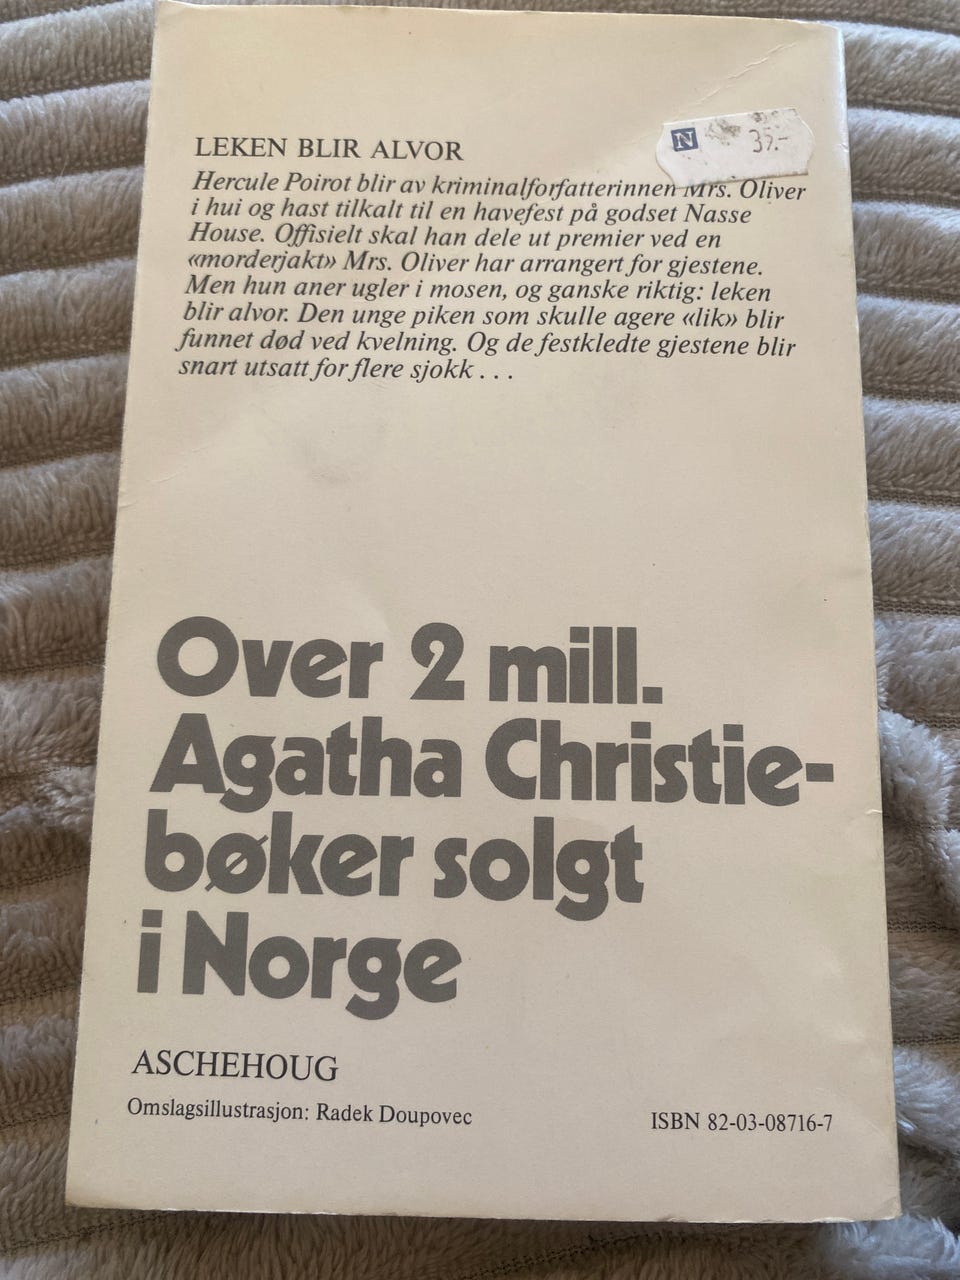 LEKEN BLIR ALVOR
N 35.-
Hercule Poirot blir av kriminalforfatterinnen Mrs. Oliver
i hui og hast tilkalt til en havefest på godset Nasse
House. Offisielt skal han dele ut premier ved en
«morderjakt» Mrs. Oliver har arrangert for gjestene.
Men hun aner ugler i mosen, og ganske riktig: leken
blir alvor. Den unge piken som skulle agere «lik» blir
funnet død ved kvelning. Og de festkledte gjestene blir
snart utsatt for flere sjokk . . .
Over 2 mill.
Agatha Christie-
bøker solgt
i Norge
ASCHEHOUG
Omslagsillustrasjon: Radek Doupovec
ISBN 82-03-08716-7